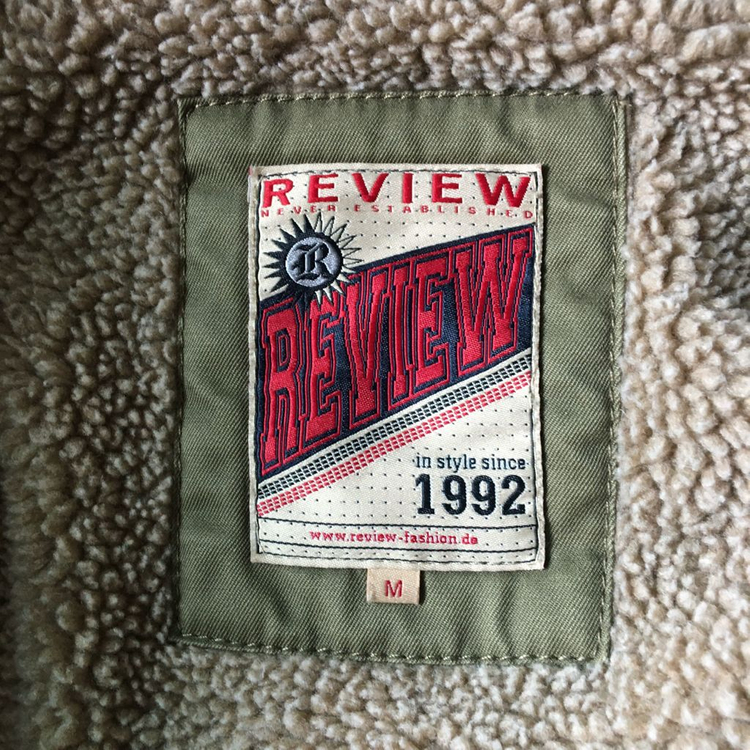 REVIEW
NEVER ESTABLISHED
R
REVIEW
in style since
1992
www.review-fashion.de
M